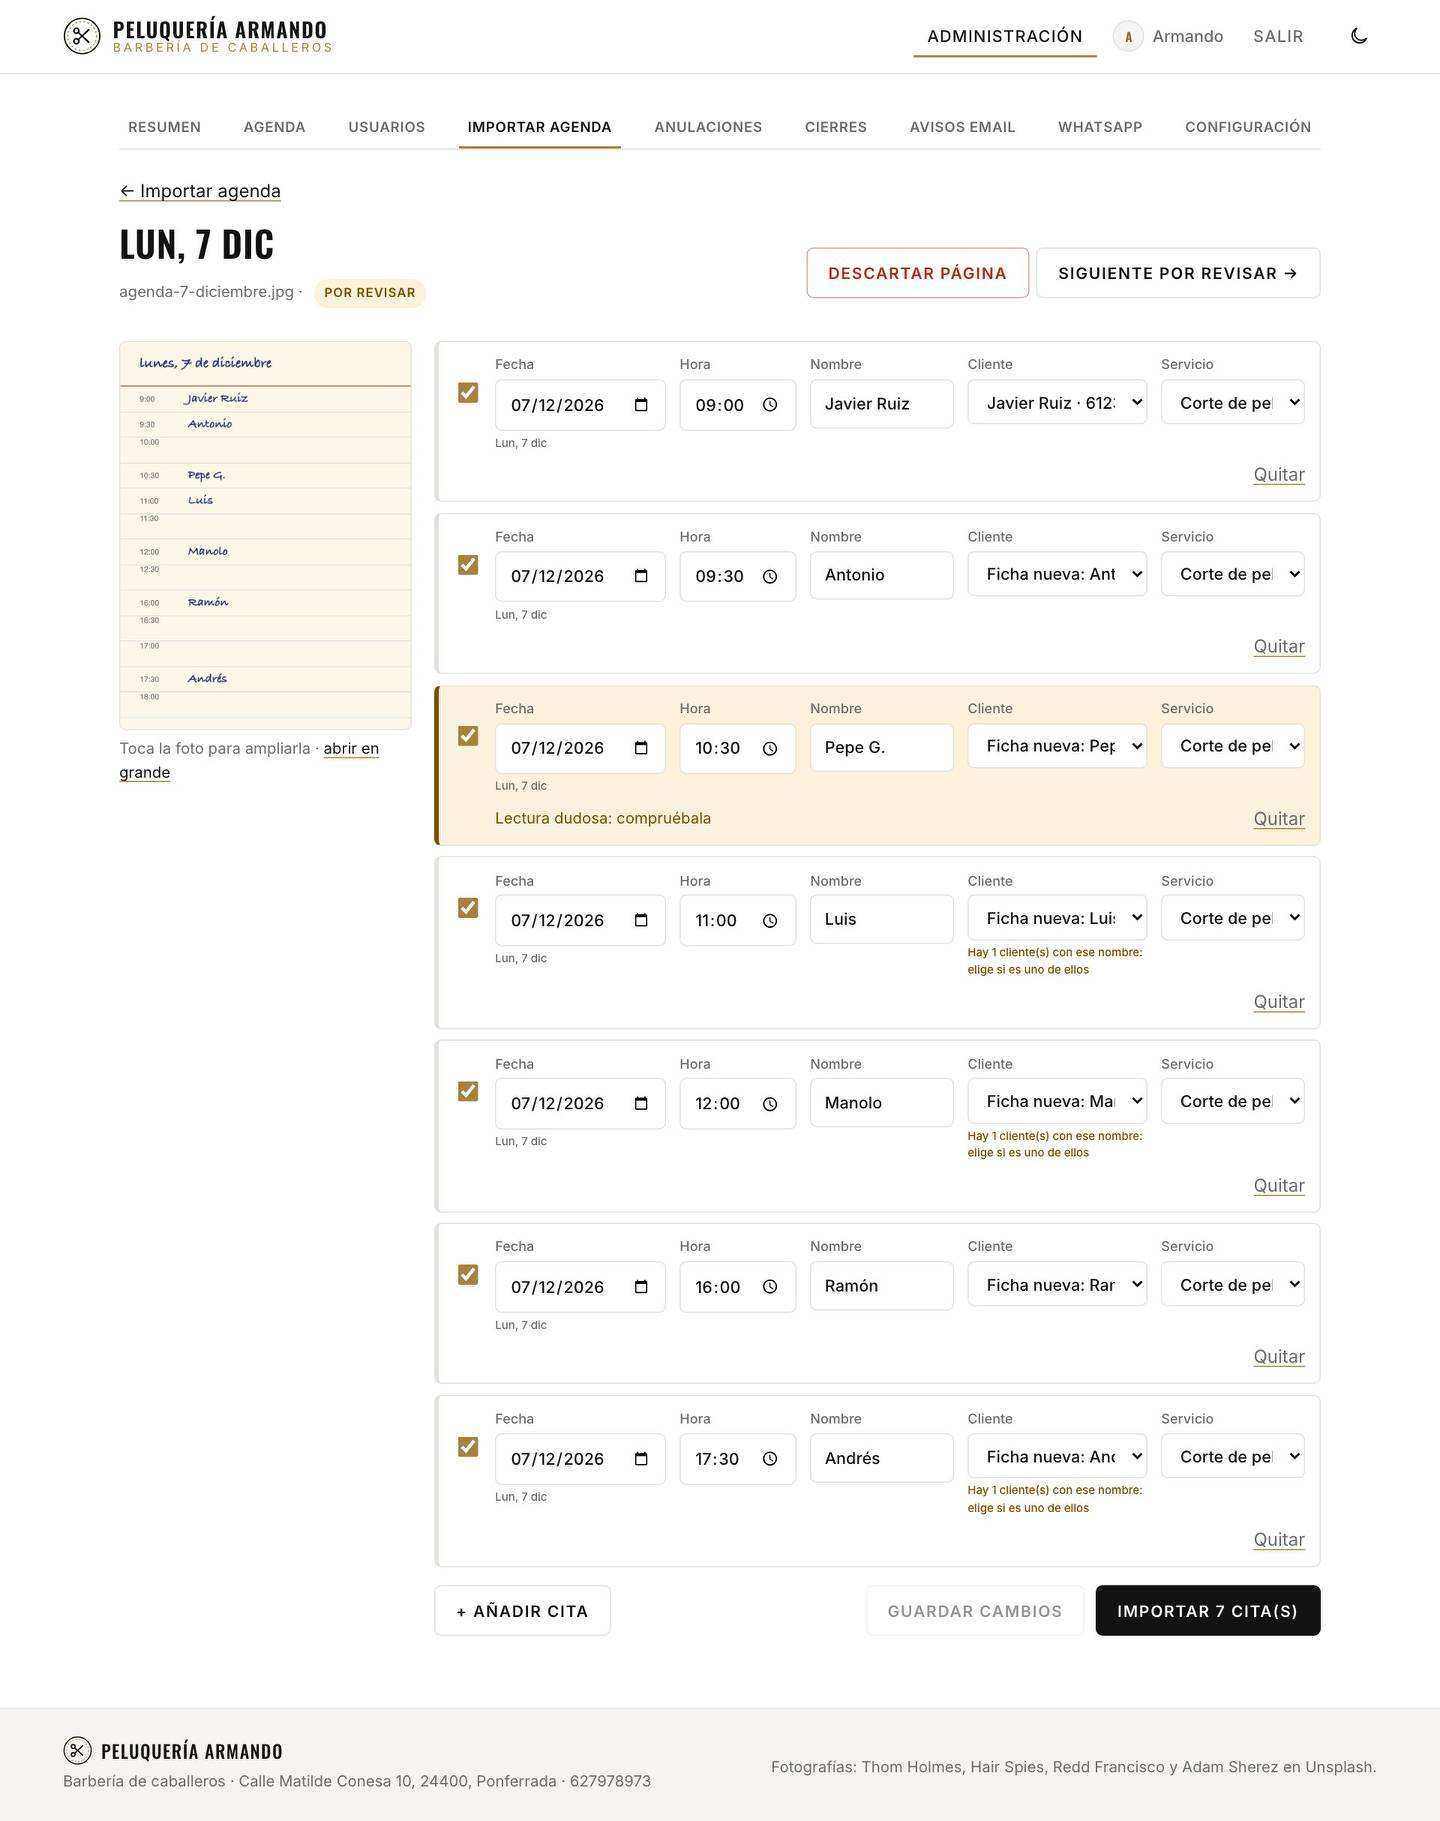 PELUQUERÍA ARMANDO
BARBERÍA DE CABALLEROS
ADMINISTRACIÓN A Armando SALIR
RESUMEN AGENDA USUARIOS IMPORTAR AGENDA ANULACIONES CIERRES AVISOS EMAIL WHATSAPP CONFIGURACIÓN
← Importar agenda
LUN, 7 DIC
agenda-7-diciembre.jpg · POR REVISAR
DESCARTAR PÁGINA SIGUIENTE POR REVISAR →
lunes, 7 de diciembre
9:00 Javier Ruiz
9:30 Antonio
10:00
10:30 Pepe G.
11:00 Luis
11:30
12:00 Manolo
12:30
16:00 Ramón
16:30
17:00
17:30 Andrés
18:00
Toca la foto para ampliarla · abrir en
grande
Fecha Hora Nombre Cliente Servicio
07/12/2026 09:00 Javier Ruiz Javier Ruiz · 612 Corte de pe
Lun, 7 dic
Quitar
Fecha Hora Nombre Cliente Servicio
07/12/2026 09:30 Antonio Ficha nueva: Ant Corte de pe
Lun, 7 dic
Quitar
Fecha Hora Nombre Cliente Servicio
07/12/2026 10:30 Pepe G. Ficha nueva: Pep Corte de pe
Lun, 7 dic
Lectura dudosa: compruébala Quitar
Fecha Hora Nombre Cliente Servicio
07/12/2026 11:00 Luis Ficha nueva: Luis Corte de pe
Lun, 7 dic
Hay 1 cliente(s) con ese nombre:
elige si es uno de ellos
Quitar
Fecha Hora Nombre Cliente Servicio
07/12/2026 12:00 Manolo Ficha nueva: Ma Corte de pe
Lun, 7 dic
Hay 1 cliente(s) con ese nombre:
elige si es uno de ellos
Quitar
Fecha Hora Nombre Cliente Servicio
07/12/2026 16:00 Ramón Ficha nueva: Rar Corte de pe
Lun, 7 dic
Quitar
Fecha Hora Nombre Cliente Servicio
07/12/2026 17:30 Andrés Ficha nueva: And Corte de pe
Lun, 7 dic
Hay 1 cliente(s) con ese nombre:
elige si es uno de ellos
Quitar
+ AÑADIR CITA GUARDAR CAMBIOS IMPORTAR 7 CITA(S)
PELUQUERÍA ARMANDO
Barbería de caballeros · Calle Matilde Conesa 10, 24400, Ponferrada · 627978973
Fotografías: Thom Holmes, Hair Spies, Redd Francisco y Adam Sherez en Unsplash.